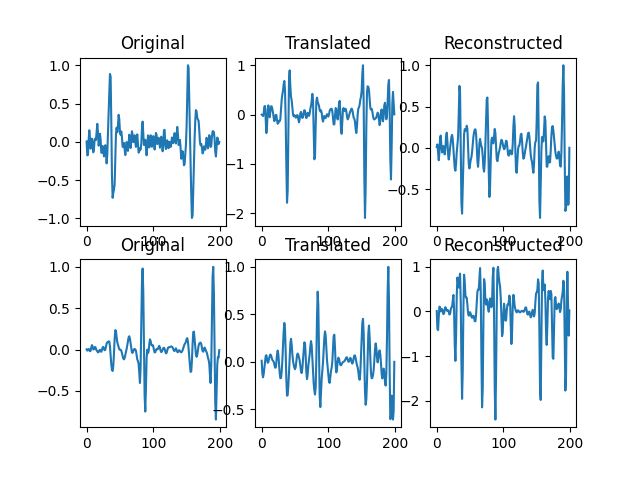 Original Translated Reconstructed
1.0 1 1.0
0.5 0 0.5
0.0 −1 0.0
−0.5 −2 −0.5
−1.0
0 100 200 0 100 200 0 100 200
Original Translated Reconstructed
1.0 1.0 1
0.5 0.5 0
0.0 0.0 −1
−0.5 −0.5 −2
0 100 200 0 100 200 0 100 200